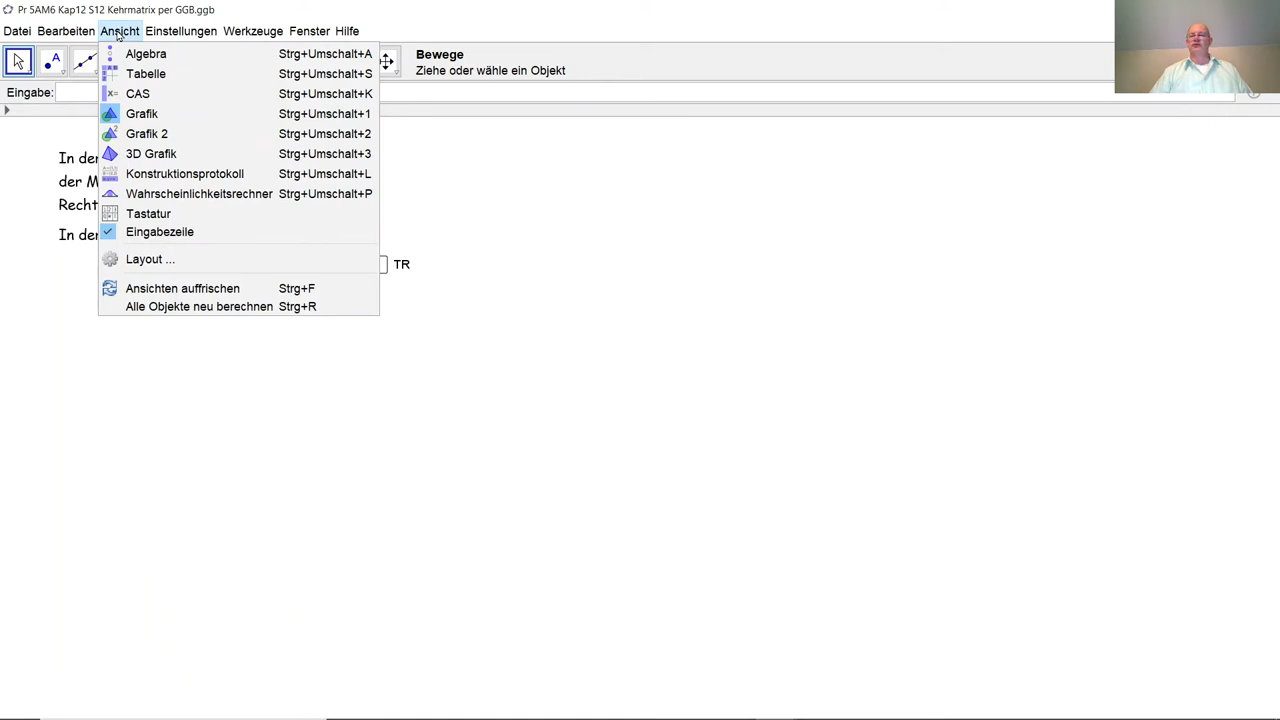 Pr 5AM6 Kap12 S12 Kehrmatrix per GGB.ggb
Datei Bearbeiten Ansicht Einstellungen Werkzeuge Fenster Hilfe
Bewege
Ziehe oder wähle ein Objekt
Eingabe:
Algebra Strg+Umschalt+A
Tabelle Strg+Umschalt+S
CAS Strg+Umschalt+K
Grafik Strg+Umschalt+1
Grafik 2 Strg+Umschalt+2
3D Grafik Strg+Umschalt+3
Konstruktionsprotokoll Strg+Umschalt+L
Wahrscheinlichkeitsrechner Strg+Umschalt+P
Tastatur
Eingabezeile
Layout ...
Ansichten auffrischen Strg+F
Alle Objekte neu berechnen Strg+R
In
der
Recht
In
TR